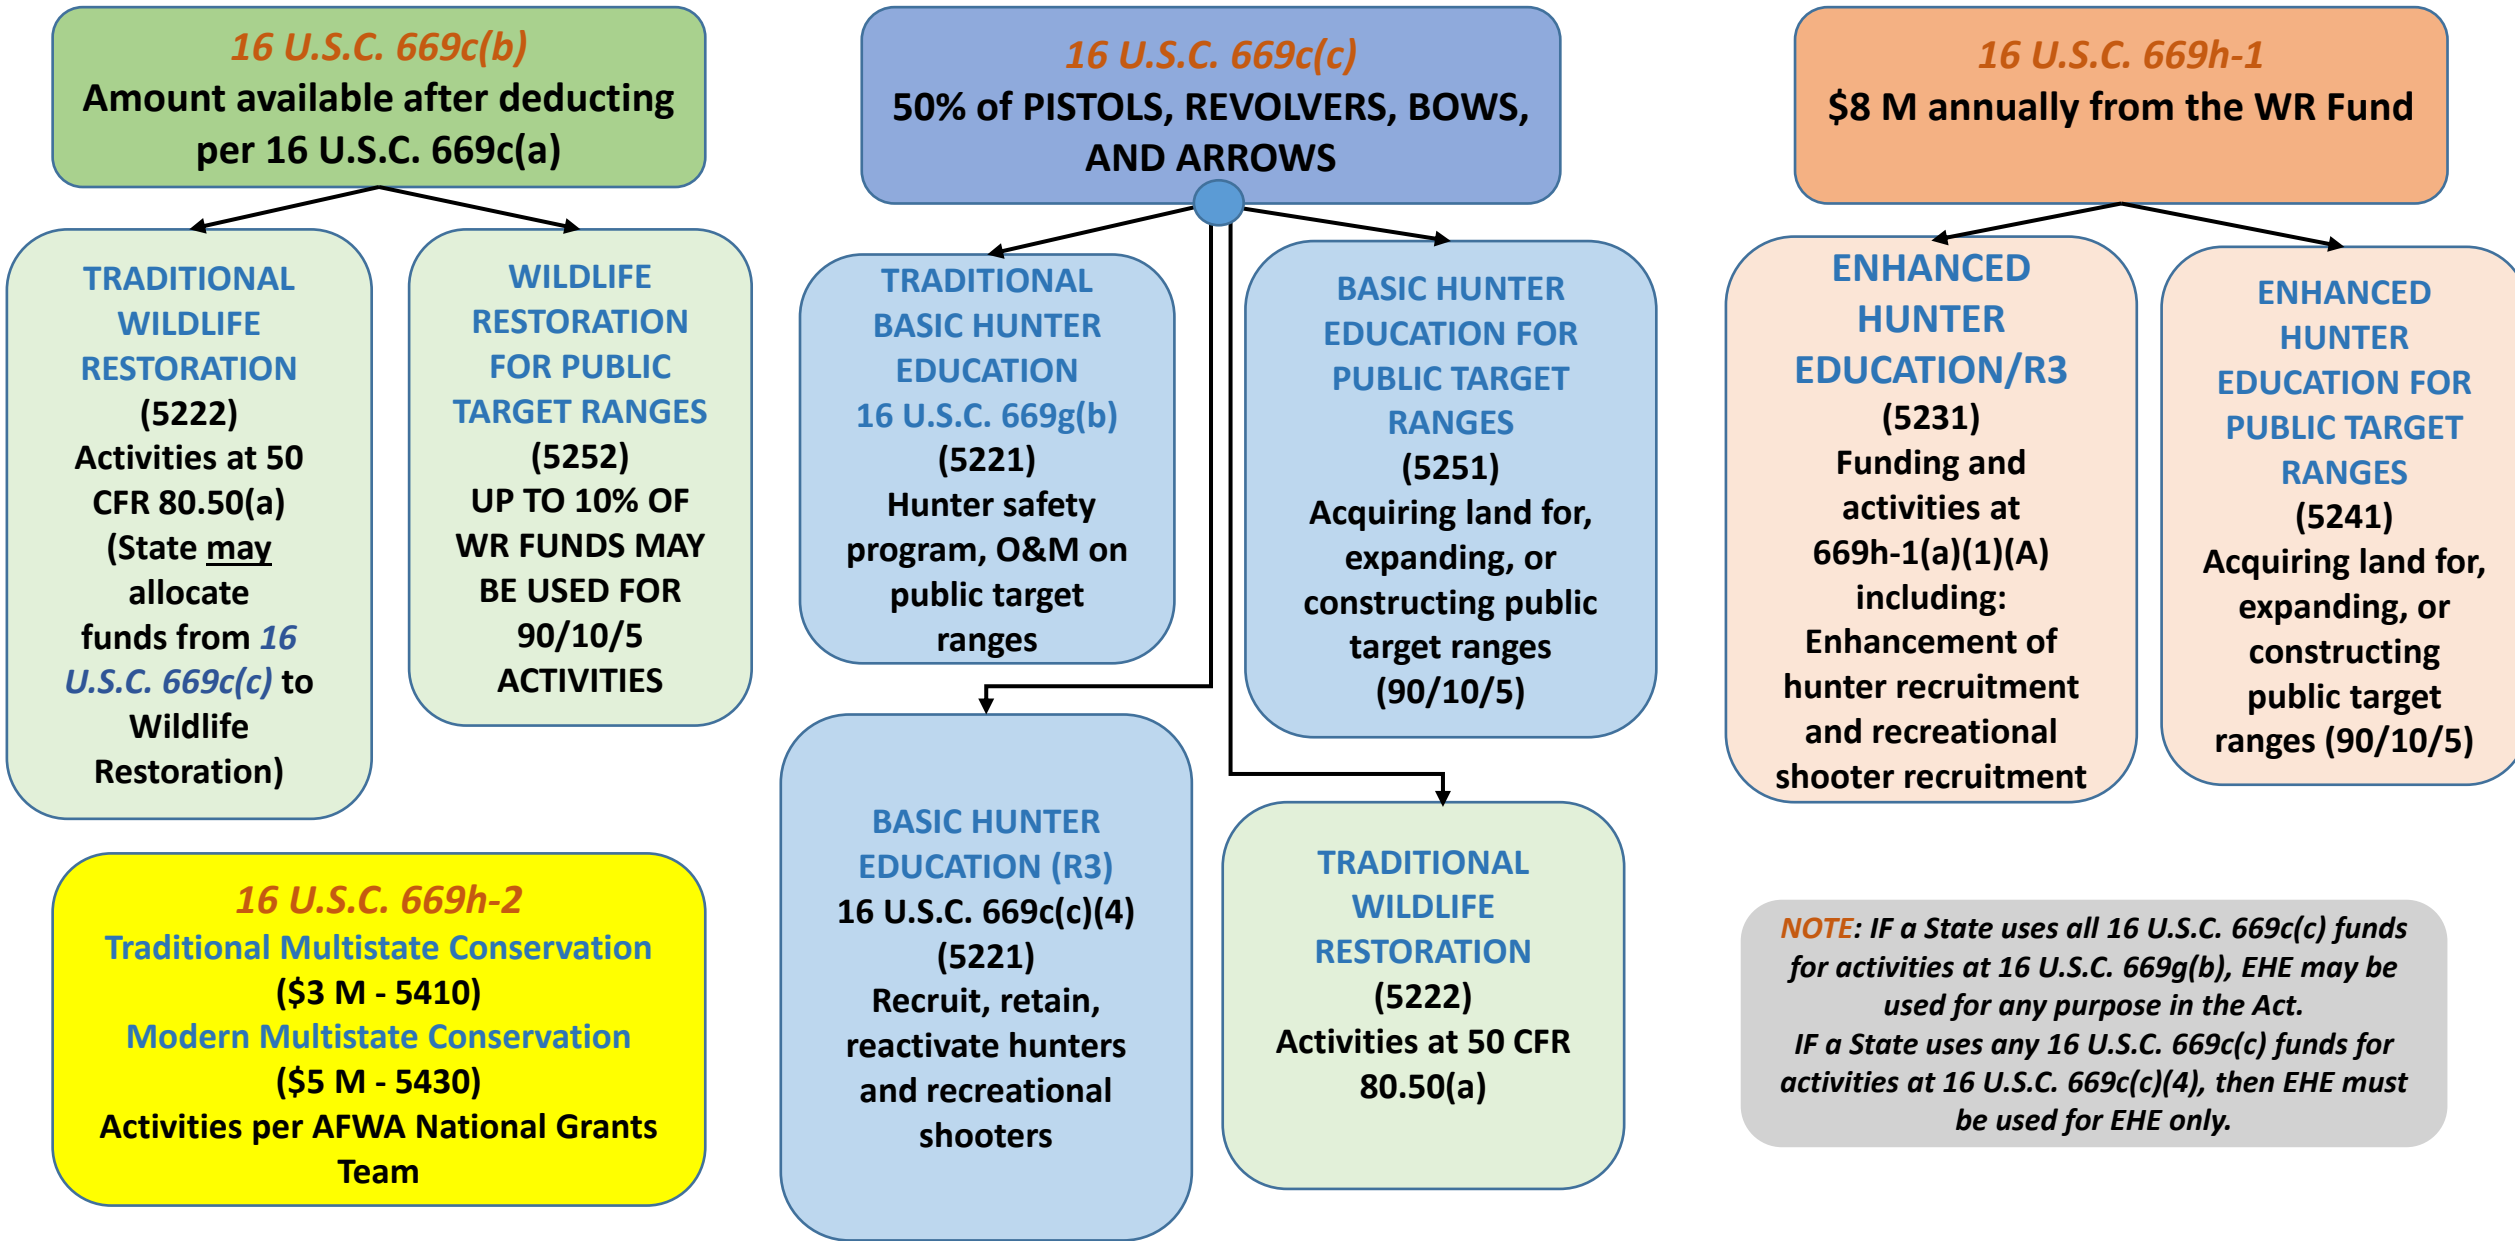 16 U.S.C. 669c(b)
Amount available after deducting
per 16 U.S.C. 669c(a)
TRADITIONAL
WILDLIFE
RESTORATION
(5222)
Activities at 50
CFR 80.50(a)
(State may
allocate
funds from 16
U.S.C. 669c(c) to
Wildlife
Restoration)
WILDLIFE
RESTORATION
FOR PUBLIC
TARGET RANGES
(5252)
UP TO 10% OF
WR FUNDS MAY
BE USED FOR
90/10/5
ACTIVITIES
16 U.S.C. 669h-2
Traditional Multistate Conservation
($3 M - 5410)
Modern Multistate Conservation
($5 M - 5430)
Activities per AFWA National Grants
Team
16 U.S.C. 669c(c)
50% of PISTOLS, REVOLVERS, BOWS,
AND ARROWS
TRADITIONAL
BASIC HUNTER
EDUCATION
16 U.S.C. 669g(b)
(5221)
Hunter safety
program, O&M on
public target
ranges
BASIC HUNTER
EDUCATION FOR
PUBLIC TARGET
RANGES
(5251)
Acquiring land for,
expanding, or
constructing public
target ranges
(90/10/5)
BASIC HUNTER
EDUCATION (R3)
16 U.S.C. 669c(c)(4)
(5221)
Recruit, retain,
reactivate hunters
and recreational
shooters
TRADITIONAL
WILDLIFE
RESTORATION
(5222)
Activities at 50 CFR
80.50(a)
16 U.S.C. 669h-1
$8 M annually from the WR Fund
ENHANCED
HUNTER
EDUCATION/R3
(5231)
Funding and
activities at
669h-1(a)(1)(A)
including:
Enhancement of
hunter recruitment
and recreational
shooter recruitment
ENHANCED
HUNTER
EDUCATION FOR
PUBLIC TARGET
RANGES
(5241)
Acquiring land for,
expanding, or
constructing
public target
ranges (90/10/5)
NOTE: IF a State uses all 16 U.S.C. 669c(c) funds
for activities at 16 U.S.C. 669g(b), EHE may be
used for any purpose in the Act.
IF a State uses any 16 U.S.C. 669c(c) funds for
activities at 16 U.S.C. 669c(c)(4), then EHE must
be used for EHE only.